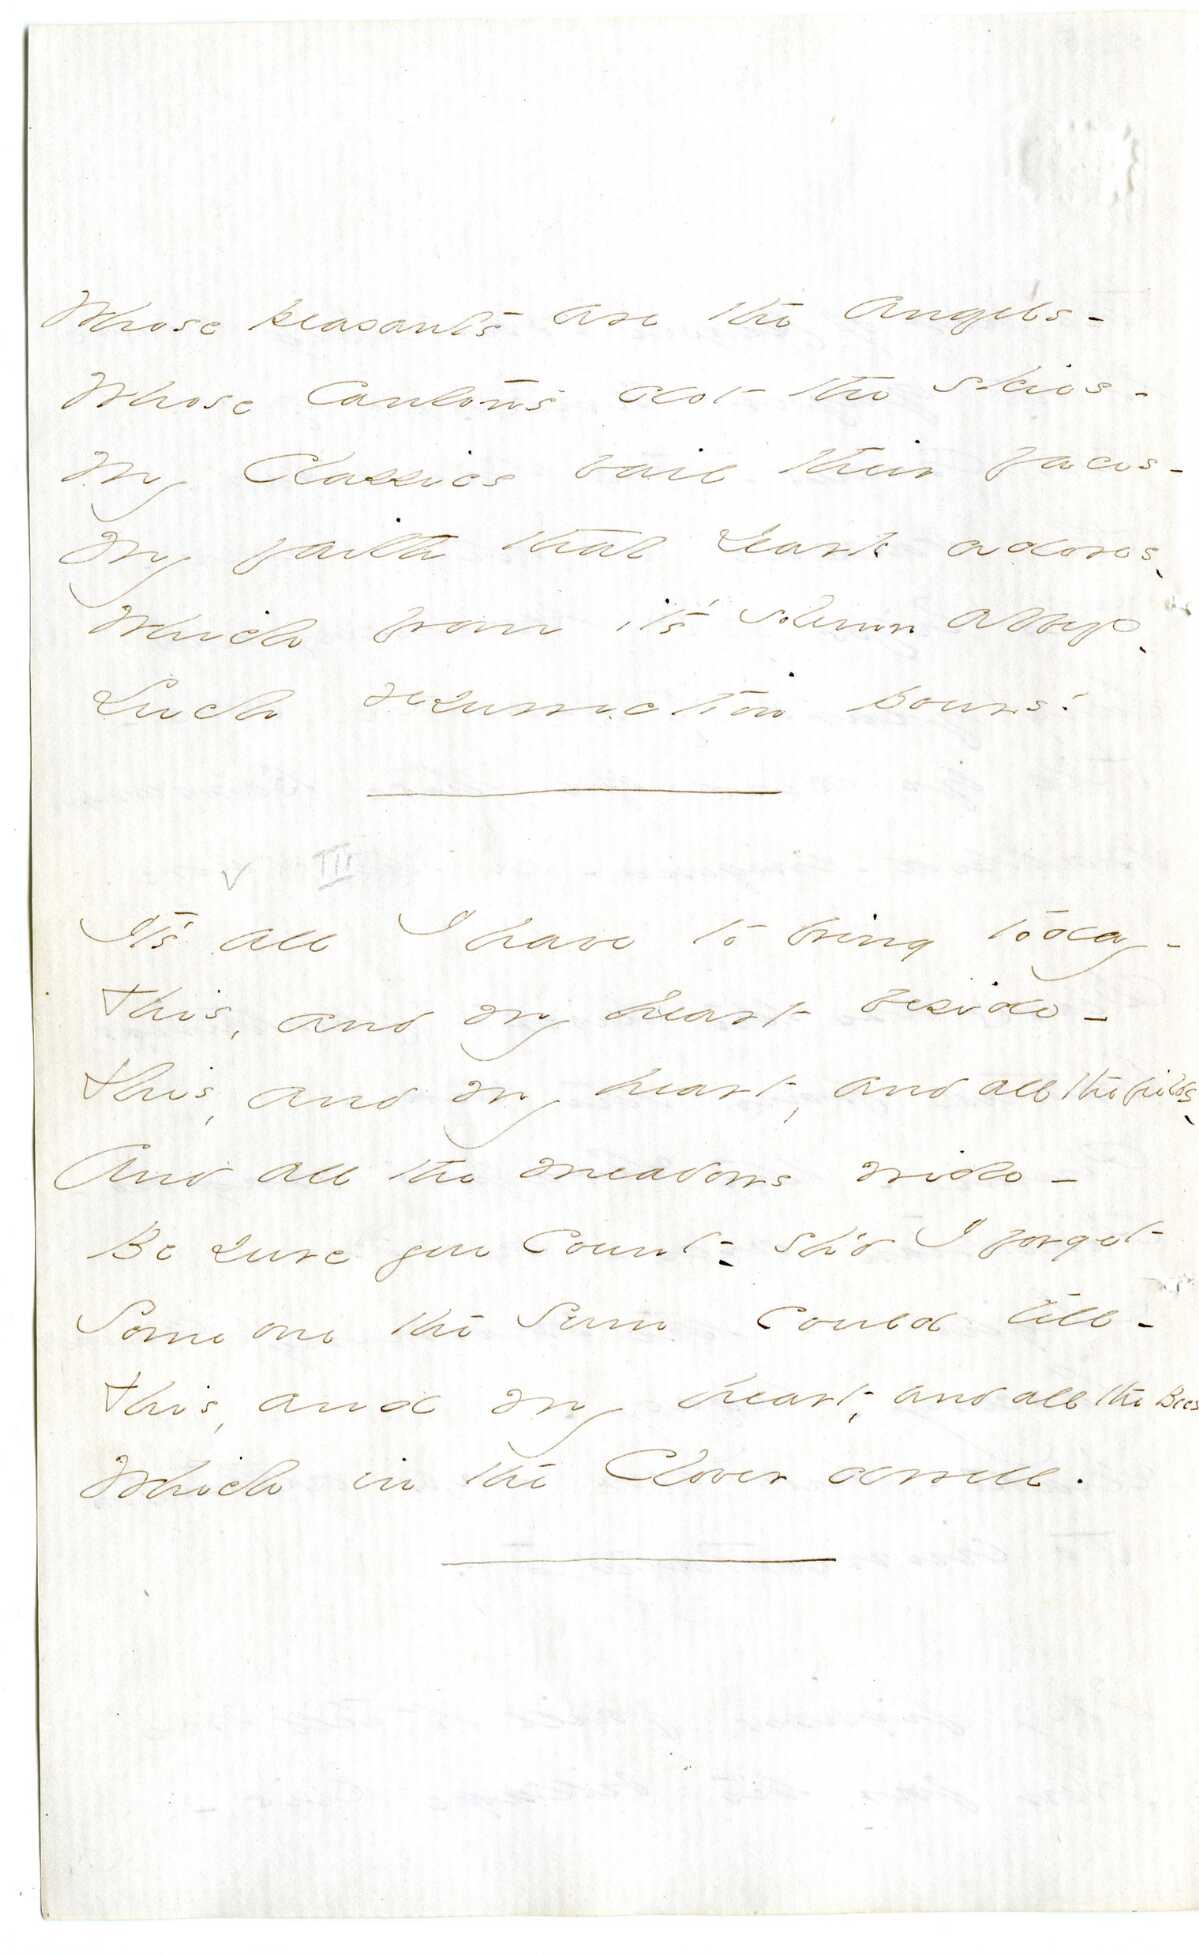 Whose peasants are the Angels -
Whose Cantons dot the skies -
My Classics vail their faces -
My faith that Dark adores,
Which from it's solemn Abbeys,
Such resurrection pours!
V III
It's all I have to bring today -
This, and my heart beside -
This, and my heart, and all the fields,
And all the meadows wide -
Be sure you count - sh'd I forget
Some one the sum could tell -
This, and my heart, and all the Bees
Which in the Clover dwell.